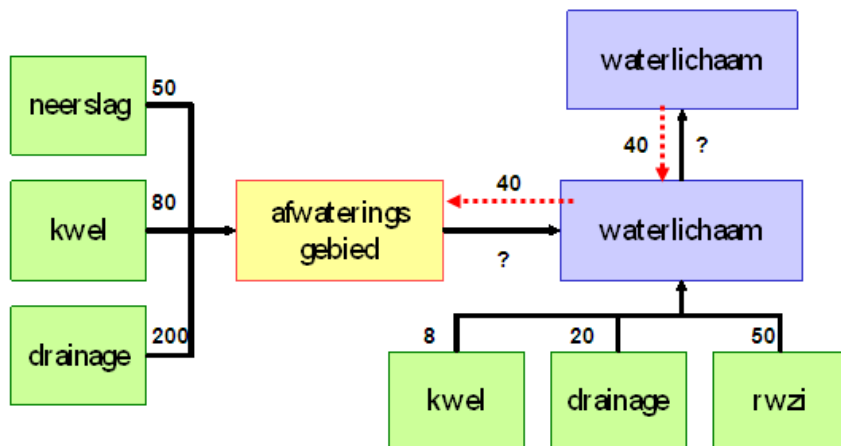 waterlichaam
50
neerslag
40
?
80
40
kwel
afwaterings
gebied
waterlichaam
?
200
drainage
8
20
50
kwel
drainage
rwzi